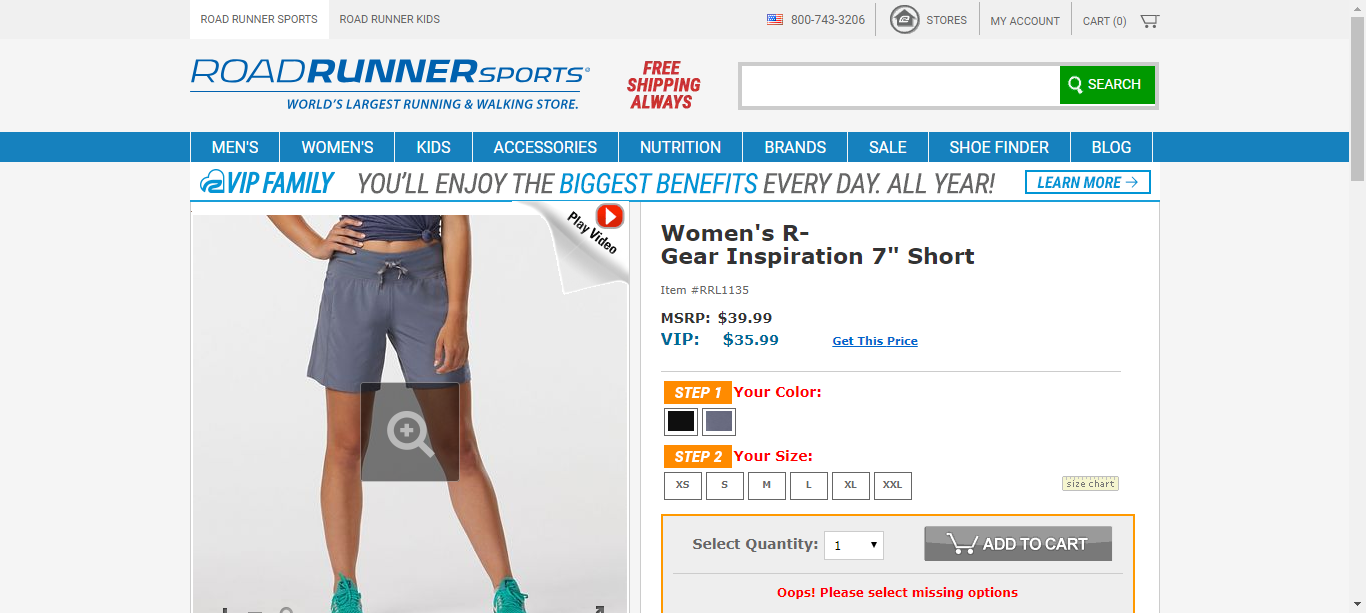 ROAD RUNNER SPORTS
ROAD RUNNER KIDS
800-743-3206
STORES
MY ACCOUNT
CART (0)
ROADRUNNERSPORTS®
WORLD'S LARGEST RUNNING & WALKING STORE.
FREE
SHIPPING
ALWAYS
SEARCH
MEN'S
WOMEN'S
KIDS
ACCESSORIES
NUTRITION
BRANDS
SALE
SHOE FINDER
BLOG
VIP FAMILY YOU'LL ENJOY THE BIGGEST BENEFITS EVERY DAY. ALL YEAR!
LEARN MORE →
Play Video
Women's R-
Gear Inspiration 7" Short
Item #RRL1135
MSRP: $39.99
VIP: $35.99 Get This Price
STEP 1 Your Color:
STEP 2 Your Size:
XS S M L XL XXL
size chart
Select Quantity: 1
ADD TO CART
Oops! Please select missing options